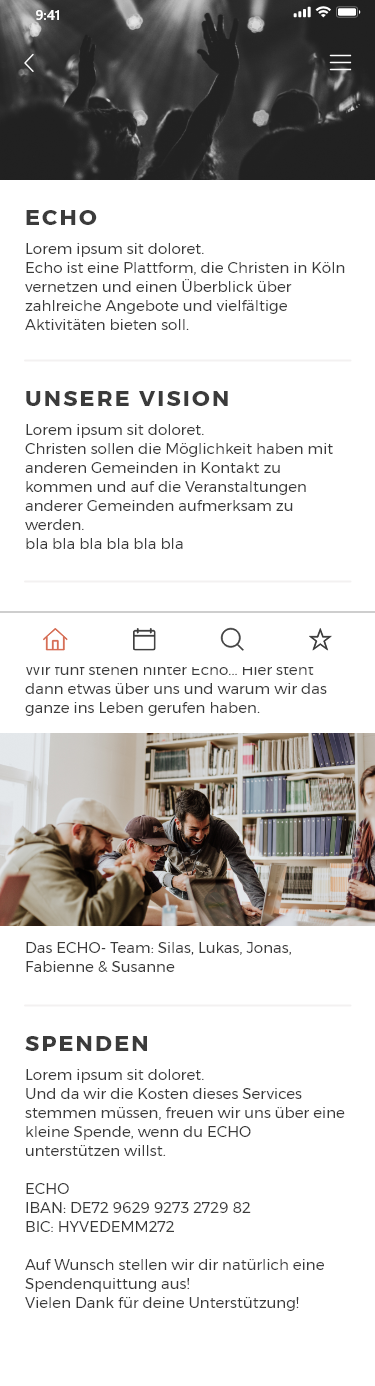 9:41
ECHO
Lorem ipsum sit doloret.
Echo ist eine Plattform, die Christen in Köln
vernetzen und einen Überblick über
zahlreiche Angebote und vielfältige
Aktivitäten bieten soll.
UNSERE VISION
Lorem ipsum sit doloret.
Christen sollen die Möglichkeit haben mit
anderen Gemeinden in Kontakt zu
kommen und auf die Veranstaltungen
anderer Gemeinden aufmerksam zu
werden.
bla bla bla bla bla bla
Wir fünf stehen hinter Echo... Hier steht
dann etwas über uns und warum wir das
ganze ins Leben gerufen haben.
Das ECHO- Team: Silas, Lukas, Jonas,
Fabienne & Susanne
SPENDEN
Lorem ipsum sit doloret.
Und da wir die Kosten dieses Services
stemmen müssen, freuen wir uns über eine
kleine Spende, wenn du ECHO
unterstützen willst.
ECHO
IBAN: DE72 9629 9273 2729 82
BIC: HYVEDEMM272
Auf Wunsch stellen wir dir natürlich eine
Spendenquittung aus!
Vielen Dank für deine Unterstützung!